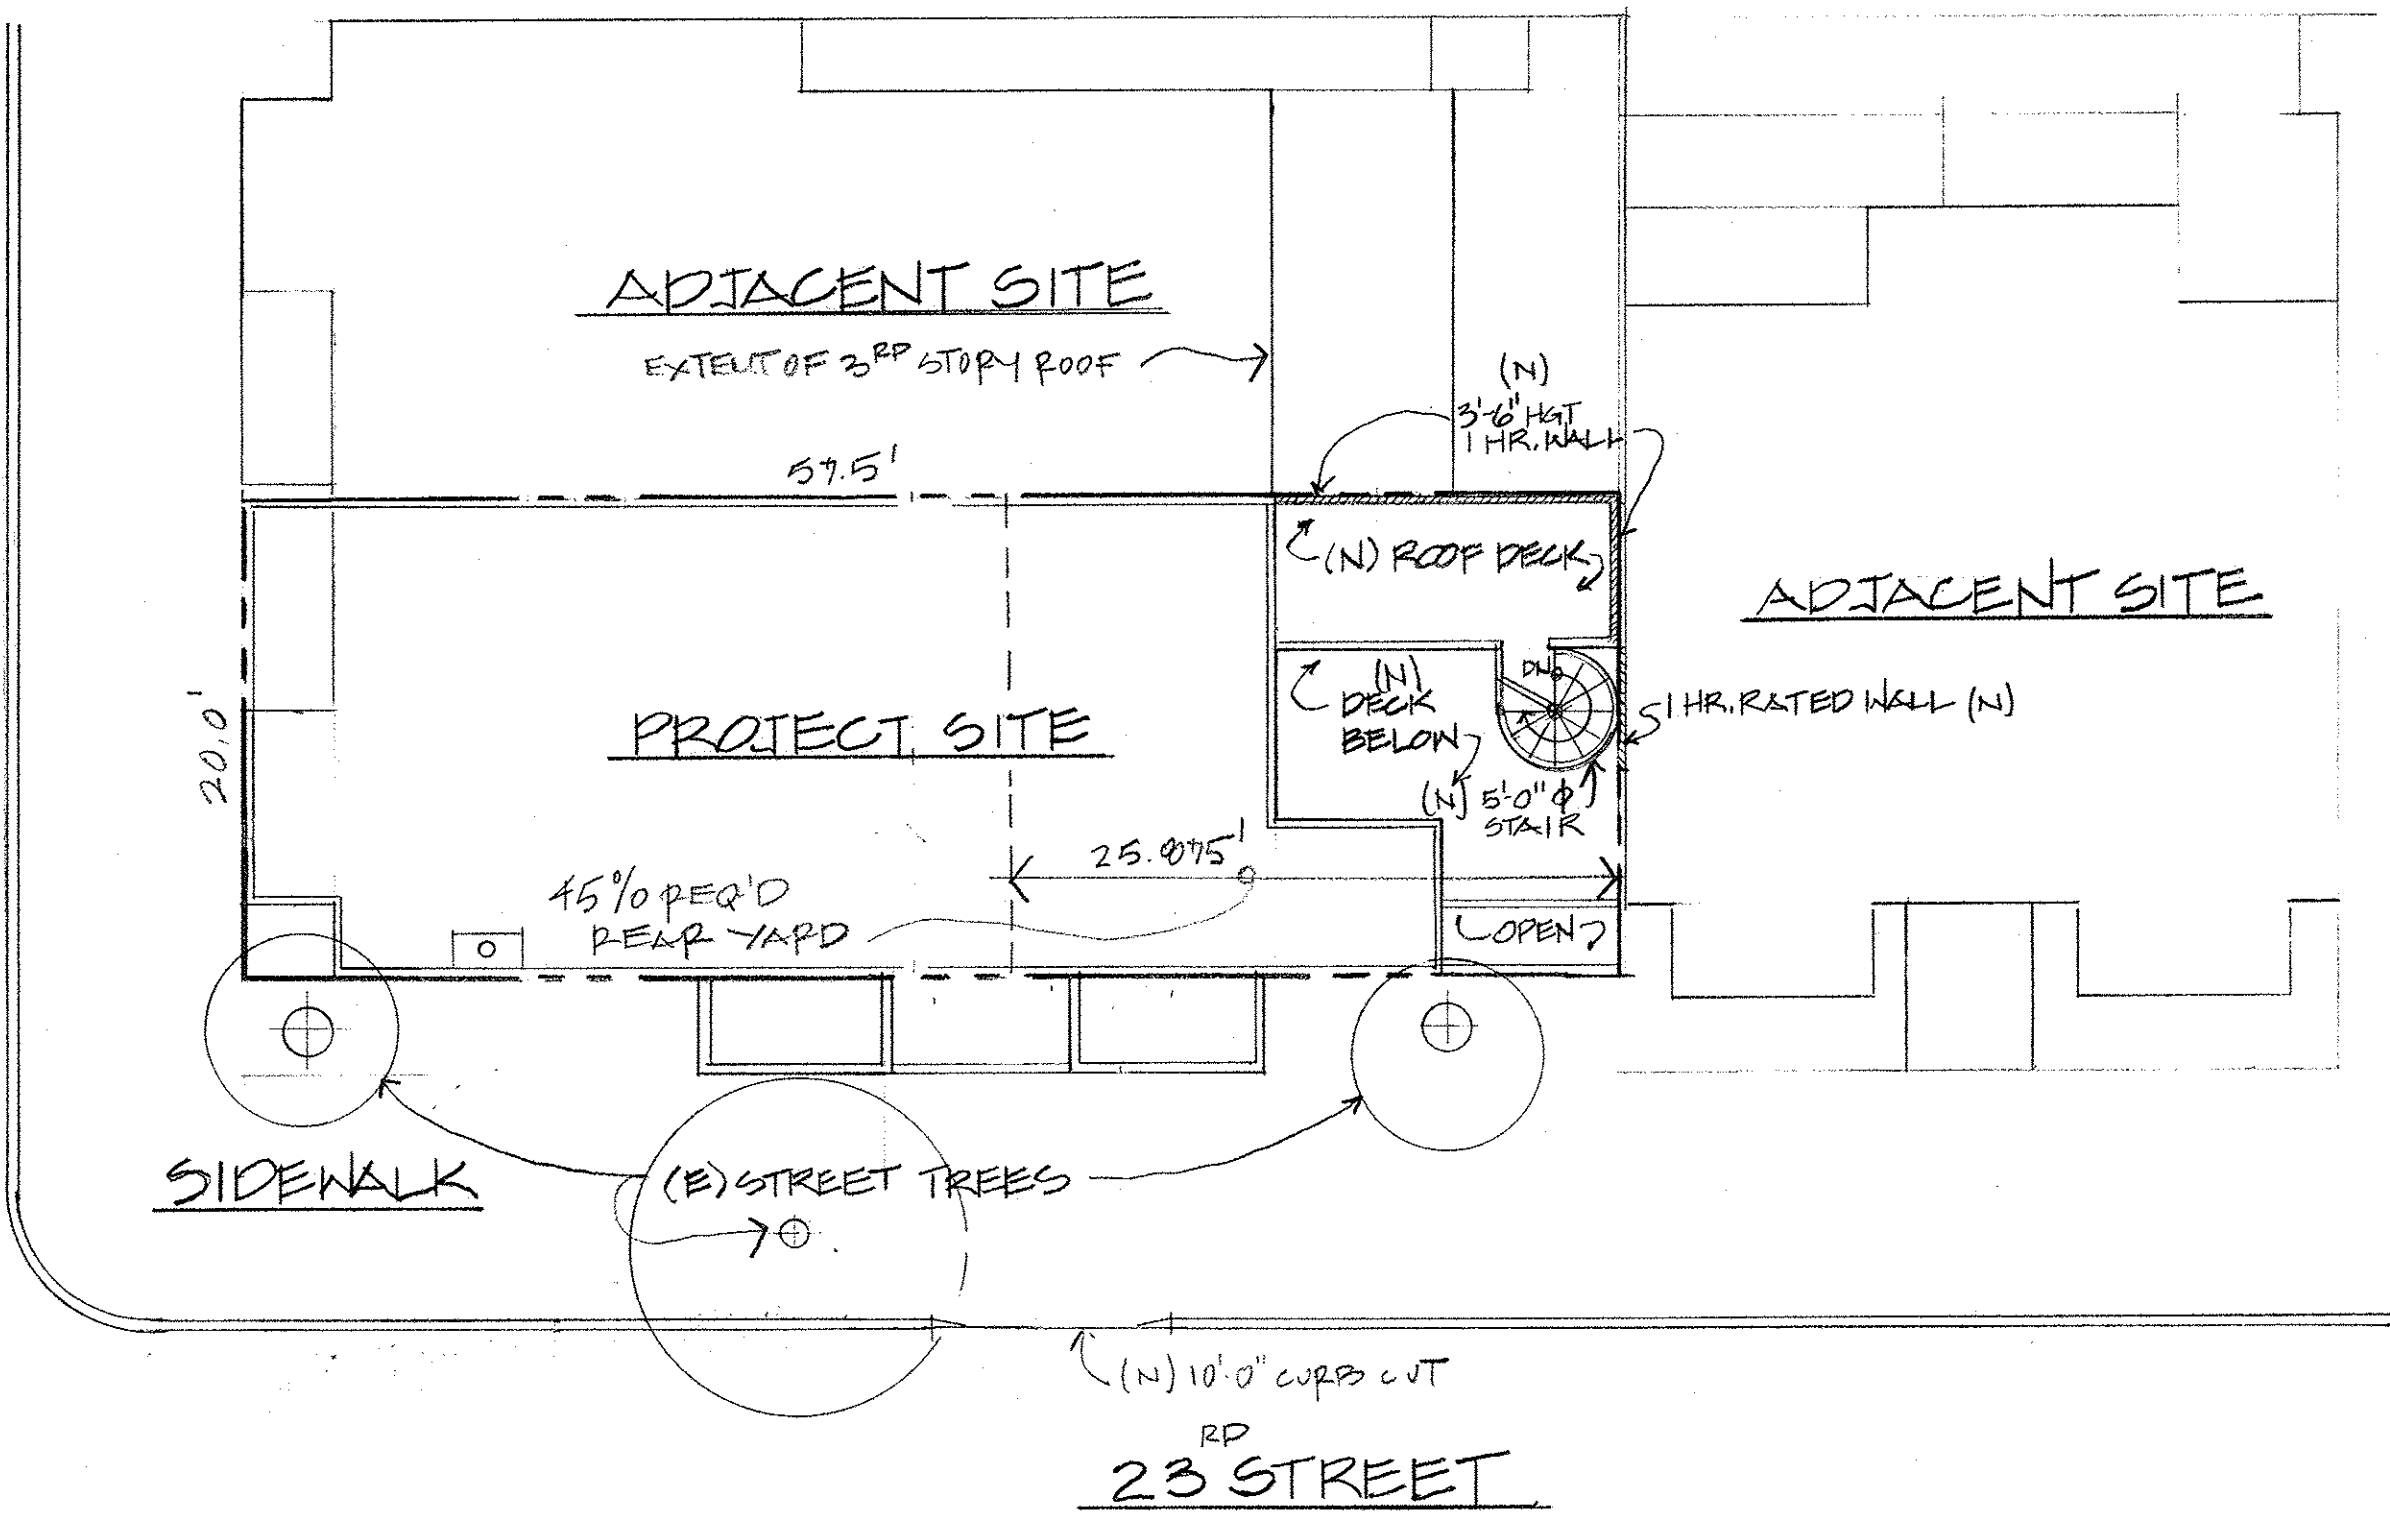 ADJACENT SITE
EXTENT OF 3RD STORY ROOF
(N)
3'-6" HGT
1 HR. WALL
57.5'
(N) ROOF DECK
ADJACENT SITE
(N)
DECK
BELOW
DN
1 HR. RATED WALL (N)
20.0'
PROJECT SITE
(N) 5'-0" Φ
STAIR
25.875'
45% REQ'D
REAR YARD
OPEN
SIDEWALK
(E) STREET TREES
(N) 10'-0" CURB CUT
23RD STREET